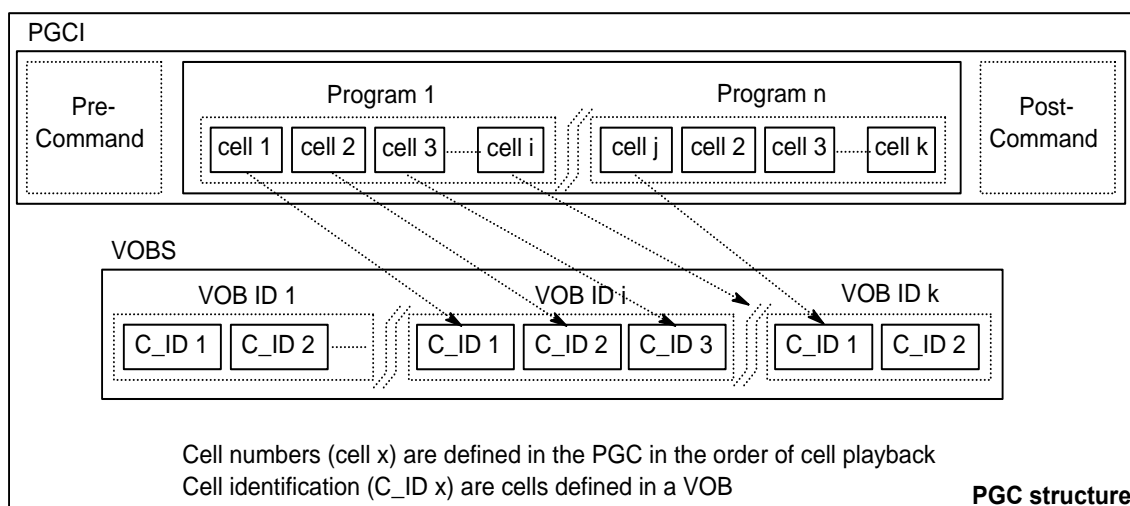 PGCI
Pre-
Command
Program 1
cell 1 cell 2 cell 3 cell i
Program n
cell j cell 2 cell 3 cell k
Post-
Command
VOBS
VOB ID 1
C_ID 1 C_ID 2
VOB ID i
C_ID 1 C_ID 2 C_ID 3
VOB ID k
C_ID 1 C_ID 2
Cell numbers (cell x) are defined in the PGC in the order of cell playback
Cell identification (C_ID x) are cells defined in a VOB
PGC structure